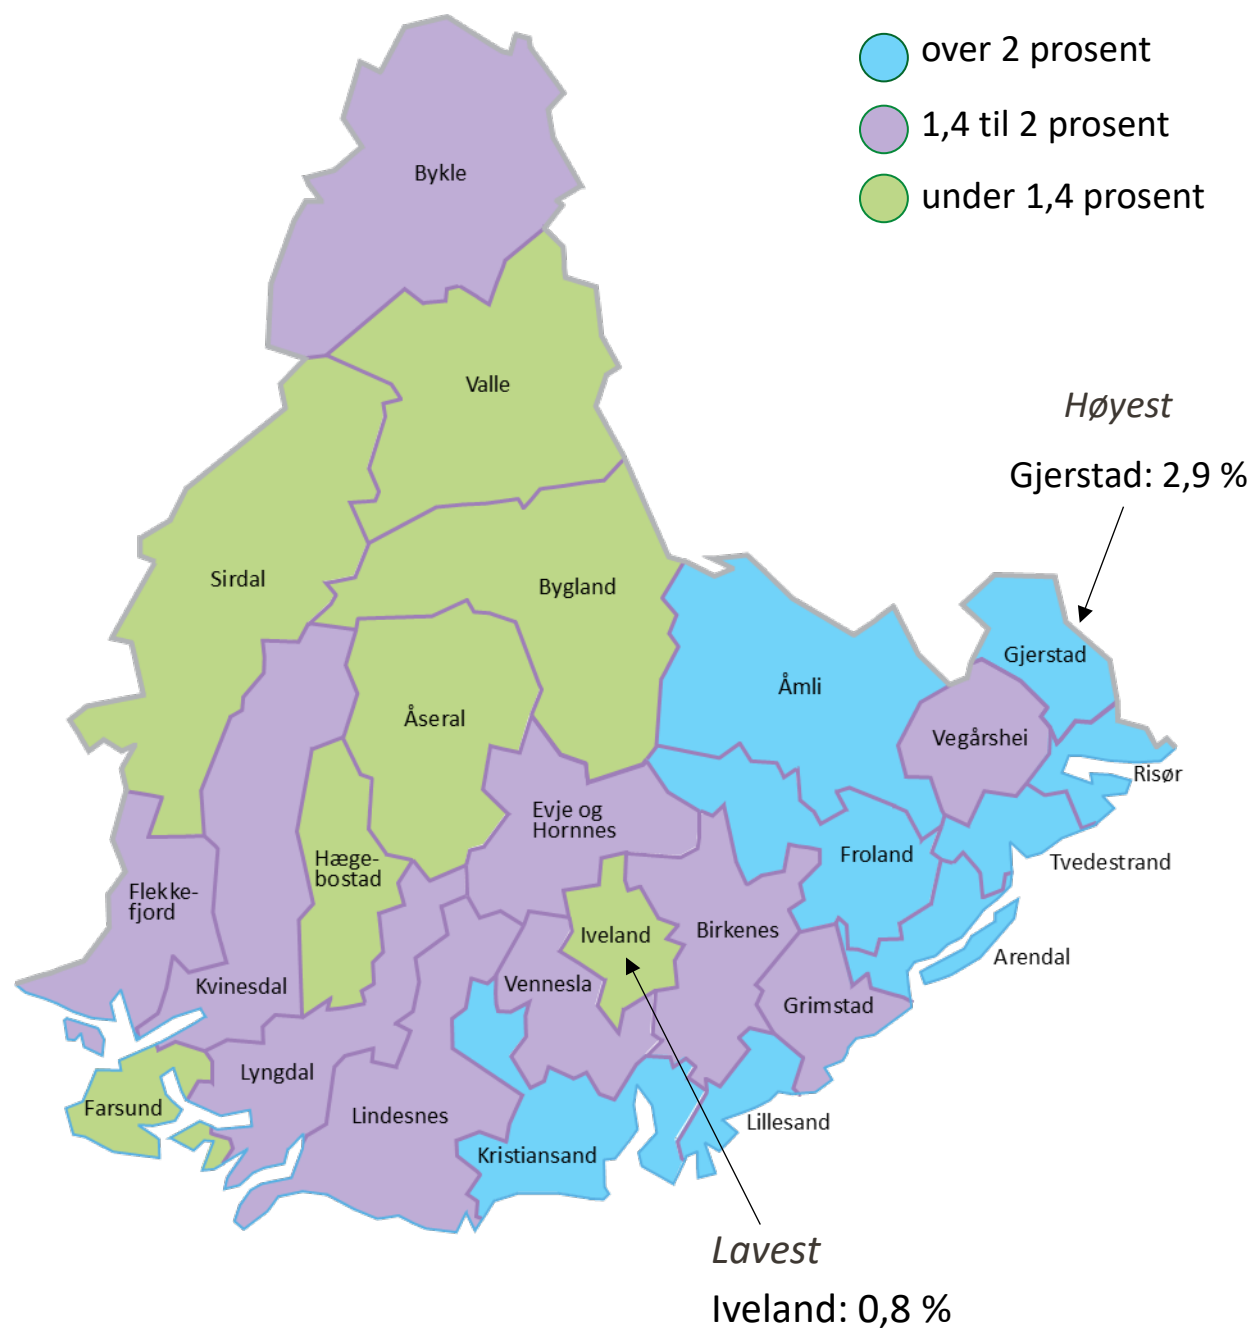 over 2 prosent
1,4 til 2 prosent
under 1,4 prosent
Bykle
Valle
Høyest
Gjerstad: 2,9 %
Sirdal
Bygland
Gjerstad
Åmli
Åseral
Vegårshei
Risør
Evje og
Hornnes
Froland
Tvedestrand
Hæge-
bostad
Flekke-
fjord
Iveland
Birkenes
Arendal
Kvinesdal
Vennesla
Grimstad
Lyngdal
Farsund
Lindesnes
Lillesand
Kristiansand
Lavest
Iveland: 0,8 %